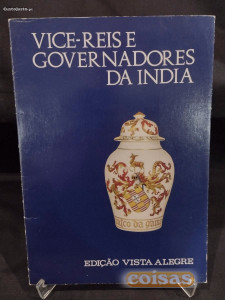 VICE-REIS E
GOVERNADORES
DA INDIA
EDIÇÃO VISTA ALEGRE
coisas